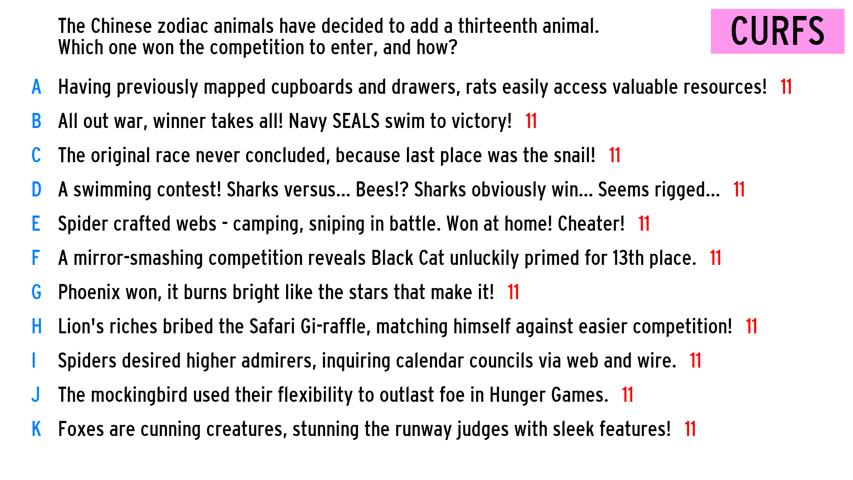 The Chinese zodiac animals have decided to add a thirteenth animal.
Which one won the competition to enter, and how?
CURFS
A Having previously mapped cupboards and drawers, rats easily access valuable resources! 11
B All out war, winner takes all! Navy SEALS swim to victory! 11
C The original race never concluded, because last place was the snail! 11
D A swimming contest! Sharks versus... Bees!? Sharks obviously win... Seems rigged... 11
E Spider crafted webs - camping, sniping in battle. Won at home! Cheater! 11
F A mirror-smashing competition reveals Black Cat unluckily primed for 13th place. 11
G Phoenix won, it burns bright like the stars that make it! 11
H Lion's riches bribed the Safari Gi-raffle, matching himself against easier competition! 11
I Spiders desired higher admirers, inquiring calendar councils via web and wire. 11
J The mockingbird used their flexibility to outlast foe in Hunger Games. 11
K Foxes are cunning creatures, stunning the runway judges with sleek features! 11